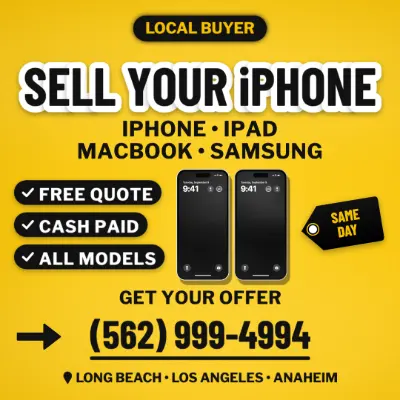 LOCAL BUYER
SELL YOUR iPHONE
IPHONE • IPAD
MACBOOK • SAMSUNG
FREE QUOTE
CASH PAID
ALL MODELS
9:41
9:41
SAME
DAY
GET YOUR OFFER
(562) 999-4994
LONG BEACH • LOS ANGELES • ANAHEIM